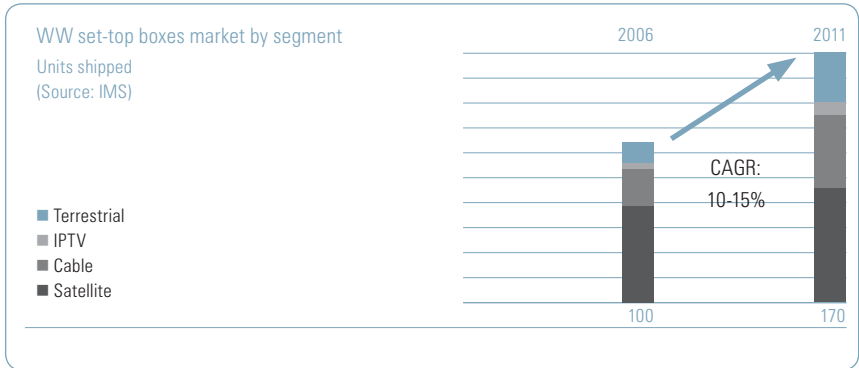 WW set-top boxes market by segment
Units shipped
(Source: IMS)
2006
2011
CAGR:
10-15%
Terrestrial
IPTV
Cable
Satellite
100
170